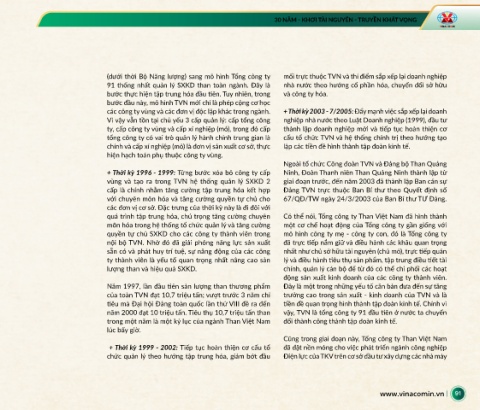 30 NĂM - KHƠI TÀI NGUYÊN - TRUYỀN KHÁT VỌNG
(dưới thời Bộ Năng lượng) sang mô hình Tổng công ty
91 thống nhất quản lý SXKD than toàn ngành. Đây là
bước thực hiện tập trung hóa đầu tiên. Tuy nhiên, trong
bước đầu này, mô hình TVN mới chỉ là phép cộng cơ học
các công ty vùng và các đơn vị độc lập khác trong ngành.
Vì vậy vẫn tồn tại chủ yếu 3 cấp quản lý: cấp tổng công
ty, cấp công ty vùng và cấp xí nghiệp (mỏ), trong đó cấp
tổng công ty có vai trò quản lý hành chính trung gian là
chính và cấp xí nghiệp (mỏ) là đơn vị sản xuất cơ sở, thực
hiện hạch toán phụ thuộc công ty vùng.
+ Thời kỳ 1996 - 1999: Từng bước xóa bỏ công ty cấp
vùng và tạo ra trong TVN hệ thống quản lý SXKD 2
cấp là chính nhằm tăng cường tập trung hóa kết hợp
với chuyên môn hóa và tăng cường quyền tự chủ cho
các đơn vị cơ sở. Đặc trưng của thời kỳ này là đi đôi với
quá trình tập trung hóa, chú trọng tăng cường chuyên
môn hóa trong hệ thống tổ chức quản lý và tăng cường
quyền tự chủ SXKD cho các công ty thành viên trong
nội bộ TVN. Nhờ đó đã giải phóng năng lực sản xuất
sẵn có và phát huy trí tuệ, sự năng động của các công
ty thành viên là yếu tố quan trọng nhất nâng cao sản
lượng than và hiệu quả SXKD.
Năm 1997, lần đầu tiên sản lượng than thương phẩm
của toàn TVN đạt 10,7 triệu tấn; vượt trước 3 năm chỉ
tiêu mà Đại hội Đảng toàn quốc lần thứ VIII đề ra đến
năm 2000 đạt 10 triệu tấn. Tiêu thụ 10,7 triệu tấn than
trong một năm là một kỷ lục của ngành Than Việt Nam
lúc bấy giờ.
+ Thời kỳ 1999 - 2002: Tiếp tục hoàn thiện cơ cấu tổ
chức quản lý theo hướng tập trung hóa, giảm bớt đầu
mối trực thuộc TVN và thí điểm sắp xếp lại doanh nghiệp
nhà nước theo hướng cổ phần hóa, chuyển đổi sở hữu
và công ty hóa.
+ Thời kỳ 2003 - 7/2005: Đẩy mạnh việc sắp xếp lại doanh
nghiệp nhà nước theo Luật Doanh nghiệp (1999), đầu tư
thành lập doanh nghiệp mới và tiếp tục hoàn thiện cơ
cấu tổ chức TVN và hệ thống chính trị theo hướng tạo
lập các tiền đề hình thành tập đoàn kinh tế.
Ngoài tổ chức Công đoàn TVN và Đảng bộ Than Quảng
Ninh, Đoàn Thanh niên Than Quảng Ninh thành lập từ
giai đoạn trước, đến năm 2003 đã thành lập Ban cán sự
Đảng TVN trực thuộc Ban Bí thư theo Quyết định số
67/QĐ/TW ngày 24/3/2003 của Ban Bí thư TƯ Đảng.
Có thể nói, Tổng công ty Than Việt Nam đã hình thành
một cơ chế hoạt động của Tổng công ty gần giống với
mô hình công ty mẹ - công ty con, đó là Tổng công ty
đã trực tiếp nắm giữ và điều hành các khâu quan trọng
nhất như chủ sở hữu tài nguyên (chủ mỏ), trực tiếp quản
lý và điều hành tiêu thụ sản phẩm, tập trung điều tiết tài
chính, quản lý cán bộ để từ đó có thể chi phối các hoạt
động sản xuất kinh doanh của các công ty thành viên.
Đây là một trong những yếu tố căn bản đưa đến sự tăng
trưởng cao trong sản xuất - kinh doanh của TVN và là
tiền đề quan trọng hình thành tập đoàn kinh tế. Chính vì
vậy, TVN là tổng công ty 91 đầu tiên ở nước ta chuyển
đổi thành công thành tập đoàn kinh tế.
Cũng trong giai đoạn này, Tổng công ty Than Việt Nam
đã đặt nền móng cho việc phát triển ngành công nghiệp
Điện lực của TKV trên cơ sở đầu tư xây dựng các nhà máy
www.vinacomin.vn | 91